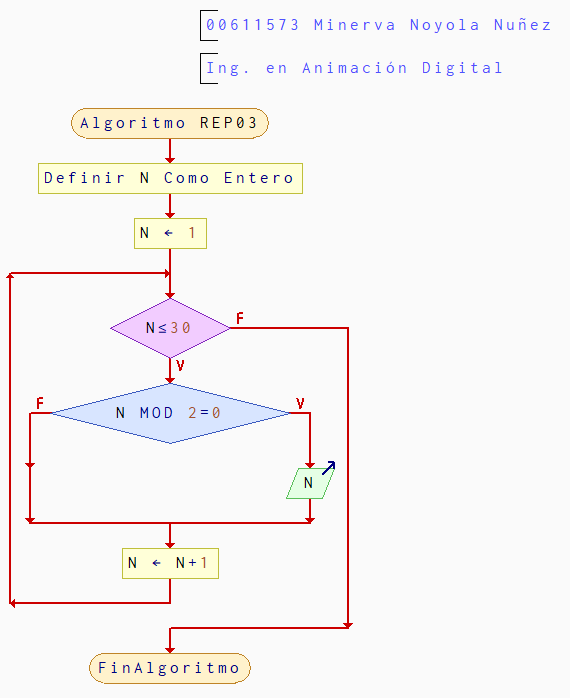 00611573 Minerva Noyola Nuñez
Ing. en Animación Digital
Algoritmo REP03
Definir N Como Entero
N ← 1
N≤30
F
V
N MOD 2=0
F
V
N
N ← N+1
FinAlgoritmo